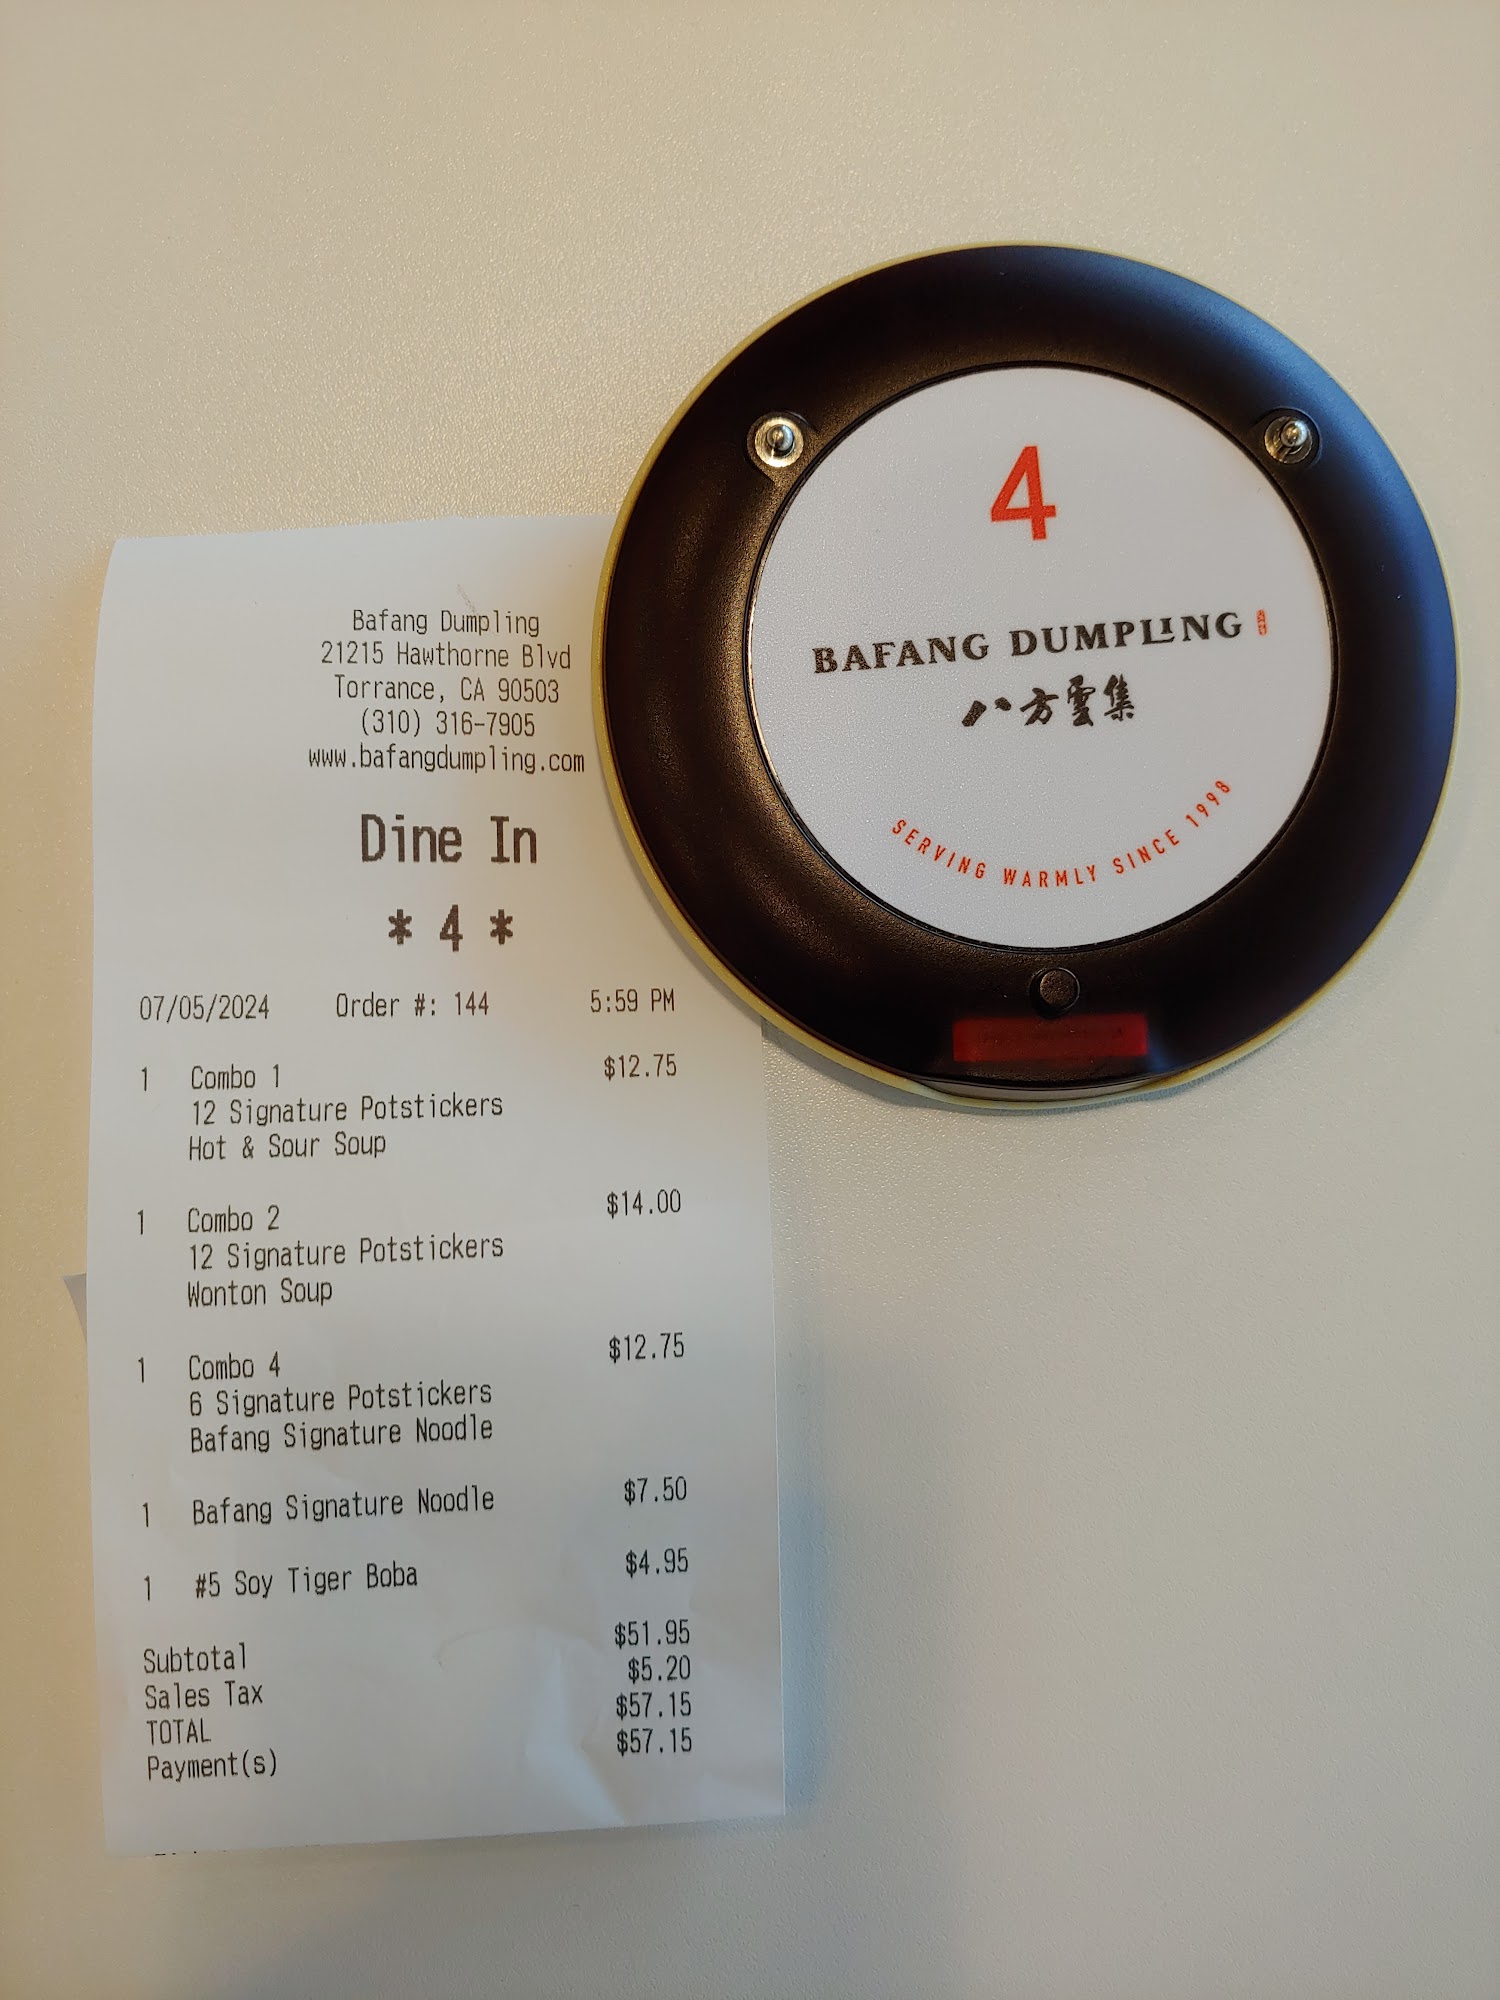 Bafang Dumpling
21215 Hawthorne Blvd
Torrance, CA 90503
(310) 316-7905
www.bafangdumpling.com
Dine In
* 4 *
07/05/2024 Order #: 144 5:59 PM
1 Combo 1 $12.75
12 Signature Potstickers
Hot & Sour Soup
1 Combo 2 $14.00
12 Signature Potstickers
Wonton Soup
1 Combo 4 $12.75
6 Signature Potstickers
Bafang Signature Noodle
1 Bafang Signature Noodle $7.50
1 #5 Soy Tiger Boba $4.95
Subtotal $51.95
Sales Tax $5.20
TOTAL $57.15
Payment(s) $57.15
4
BAFANG DUMPLING
八方雲集
SERVING WARMLY SINCE 1998